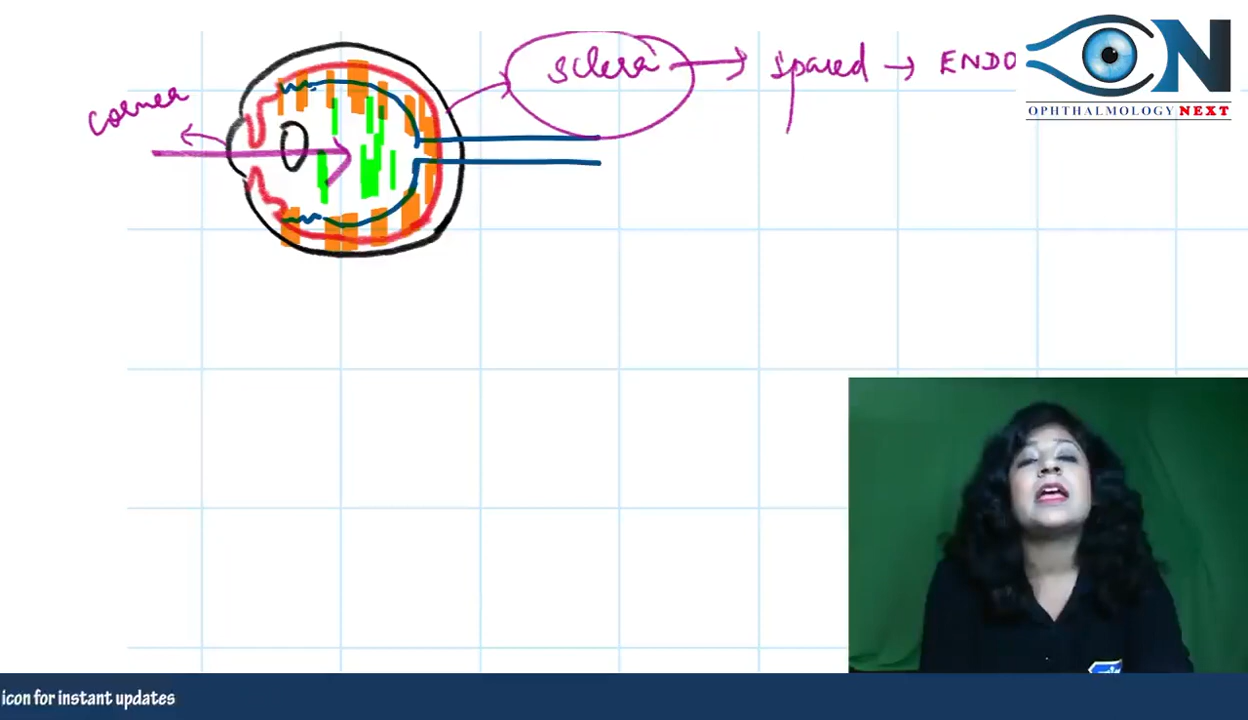 sclera → spared → ENDO
cornea
OPHTHALMOLOGY NEXT
icon for instant updates